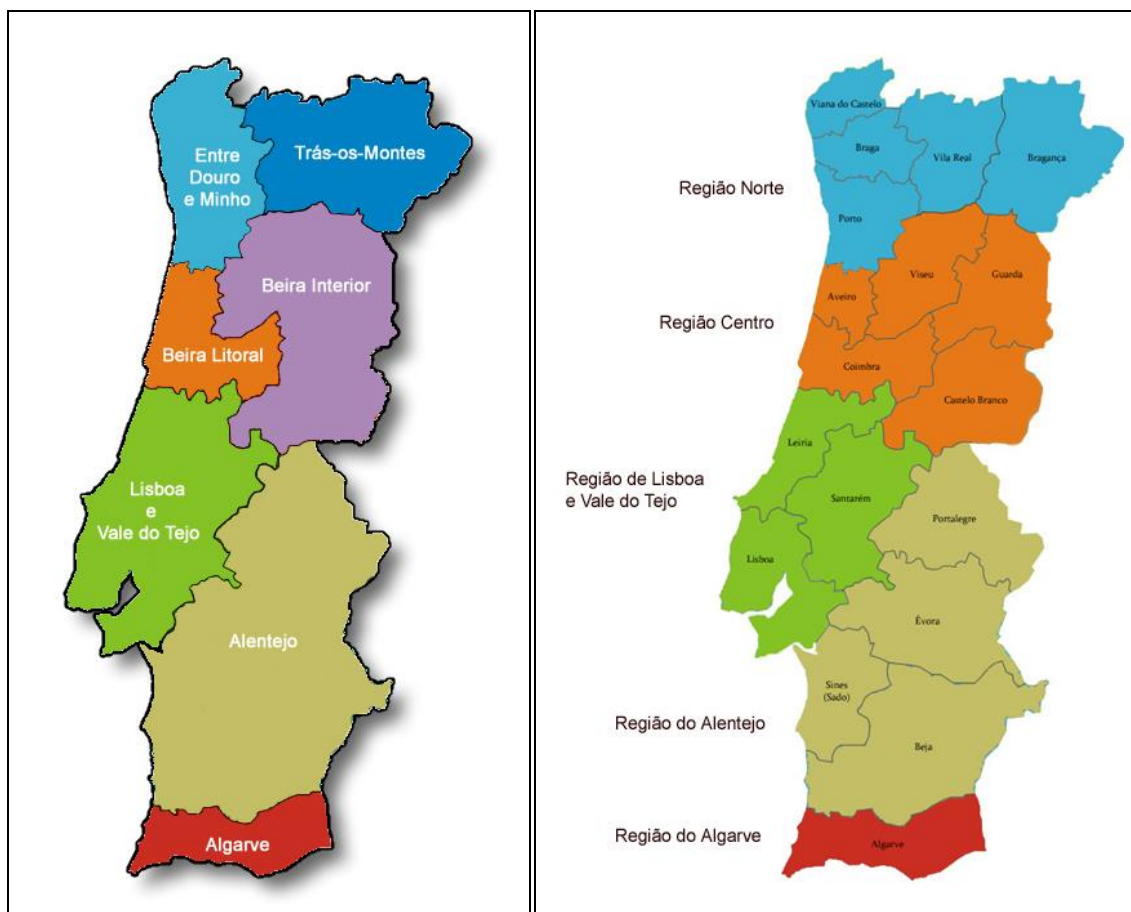 Entre
Douro
e Minho
Trás-os-Montes
Beira Interior
Beira Litoral
Lisboa
e
Vale do Tejo
Alentejo
Algarve
Viana do Castelo
Braga
Vila Real
Bragança
Região Norte
Porto
Viseu
Guarda
Aveiro
Região Centro
Coimbra
Castelo Branco
Leiria
Região de Lisboa
e Vale do Tejo
Santarém
Portalegre
Lisboa
Évora
Sines
(Sado)
Região do Alentejo
Beja
Região do Algarve
Algarve